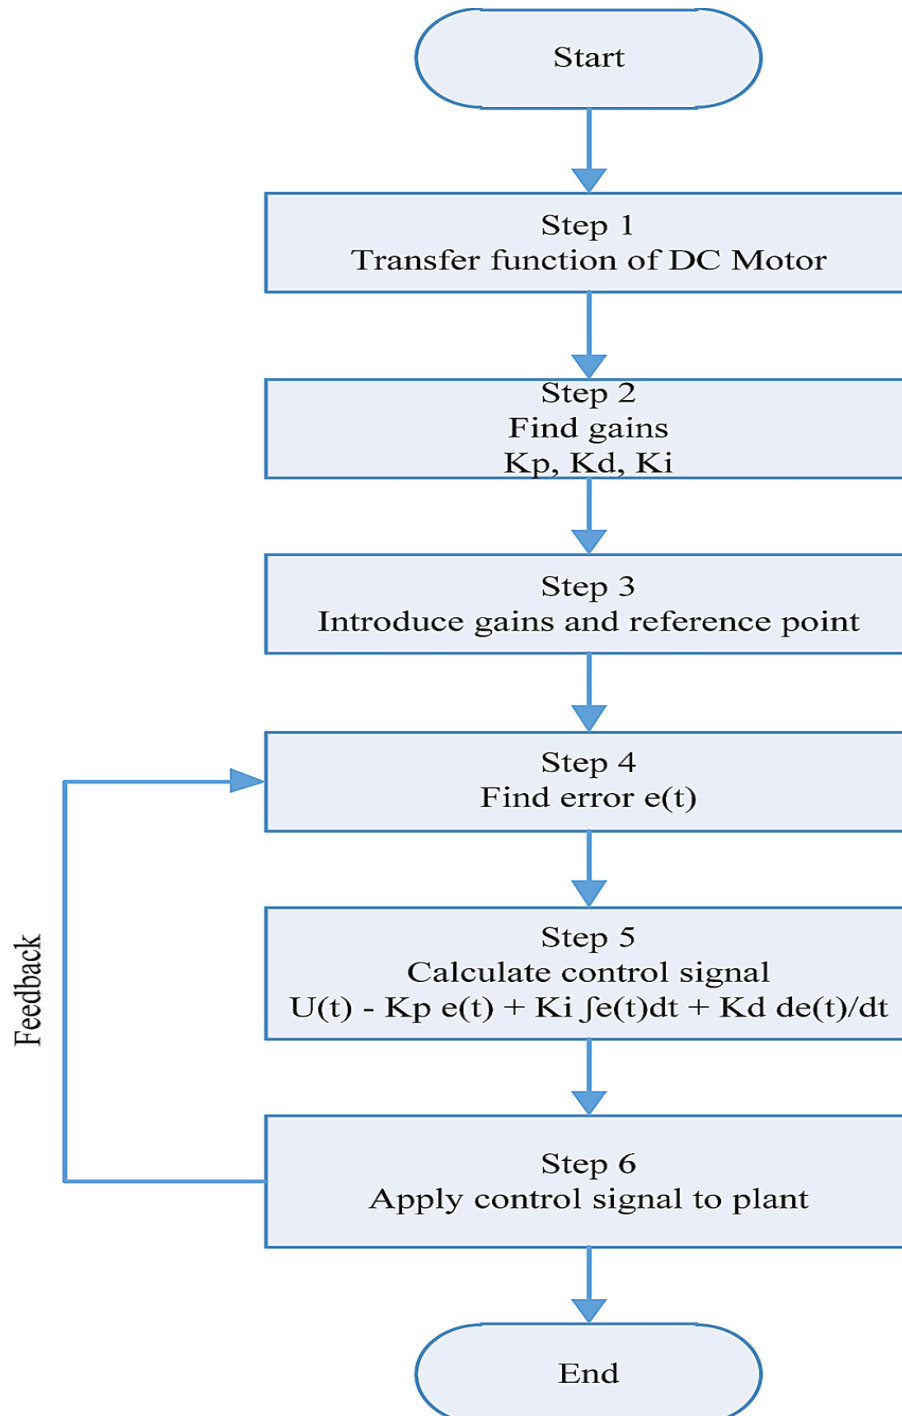 Start
Step 1
Transfer function of DC Motor
Step 2
Find gains
Kp, Kd, Ki
Step 3
Introduce gains and reference point
Step 4
Find error e(t)
Step 5
Calculate control signal
U(t) - Kp e(t) + Ki ∫e(t)dt + Kd de(t)/dt
Feedback
Step 6
Apply control signal to plant
End